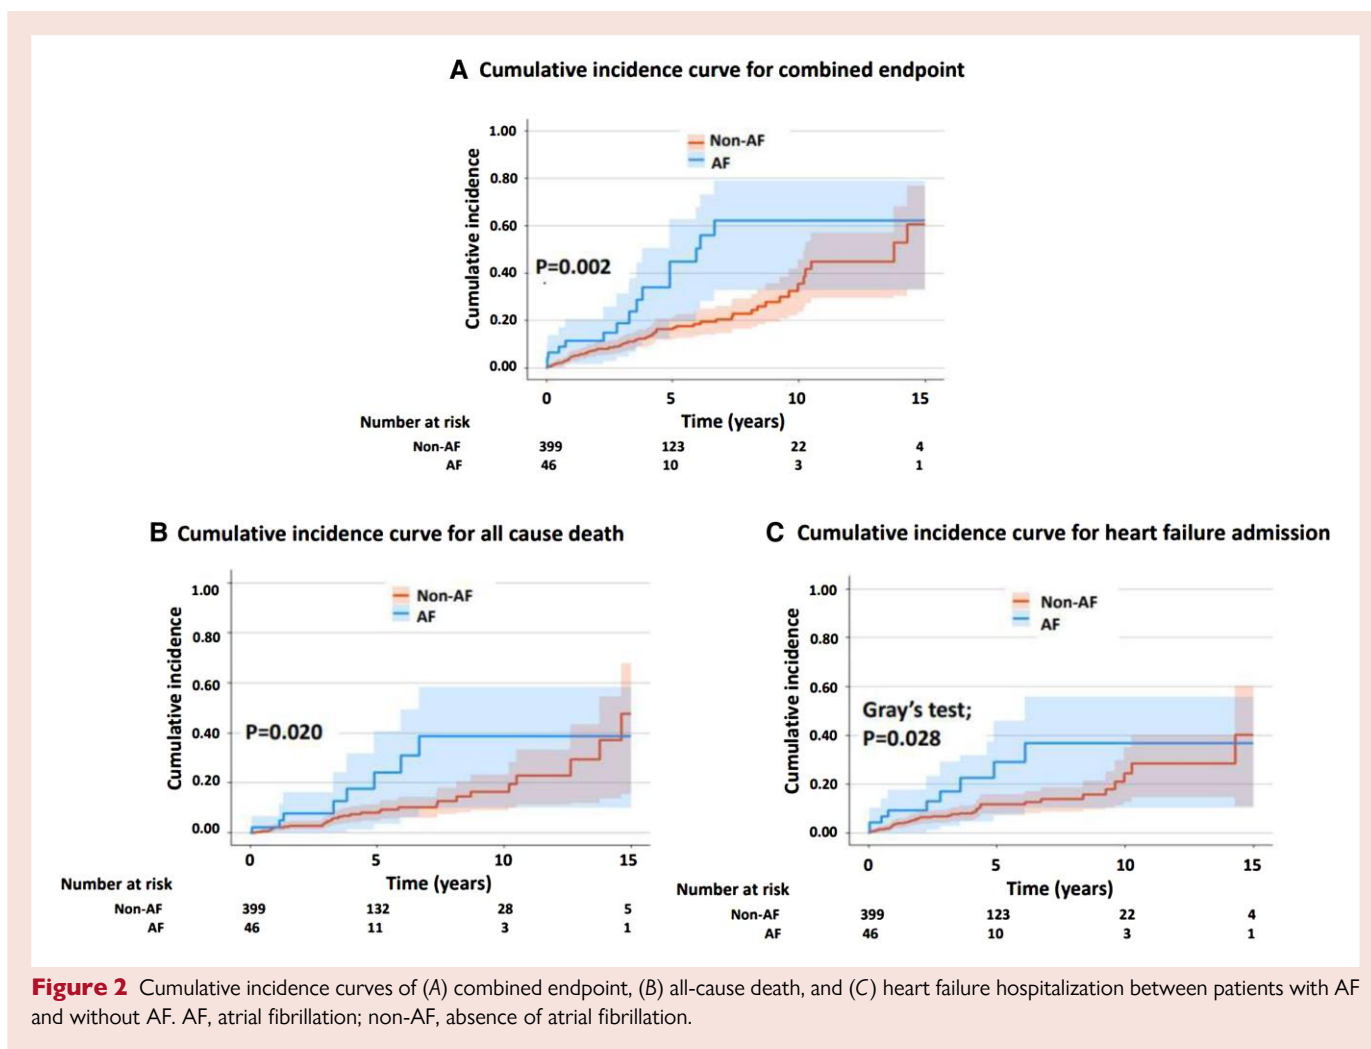 A Cumulative incidence curve for combined endpoint
Cumulative incidence
1.00
0.80
0.60
0.40
0.20
0.00
Non-AF
AF
P=0.002
0 5 10 15
Time (years)
Number at risk
Non-AF 399 123 22 4
AF 46 10 3 1
B Cumulative incidence curve for all cause death
Cumulative incidence
1.00
0.80
0.60
0.40
0.20
0.00
Non-AF
AF
P=0.020
0 5 10 15
Time (years)
Number at risk
Non-AF 399 132 28 5
AF 46 11 3 1
C Cumulative incidence curve for heart failure admission
Cumulative incidence
1.00
0.80
0.60
0.40
0.20
0.00
Non-AF
AF
Gray's test;
P=0.028
0 5 10 15
Time (years)
Number at risk
Non-AF 399 123 22 4
AF 46 10 3 1
Figure 2 Cumulative incidence curves of (A) combined endpoint, (B) all-cause death, and (C) heart failure hospitalization between patients with AF
and without AF. AF, atrial fibrillation; non-AF, absence of atrial fibrillation.